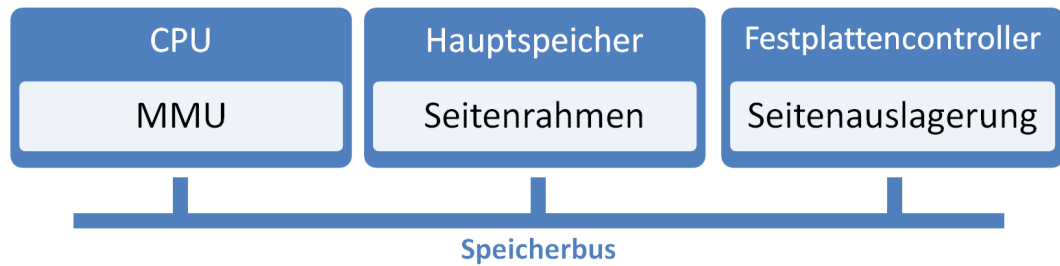 CPU
MMU
Hauptspeicher
Seitenrahmen
Festplattencontroller
Seitenauslagerung
Speicherbus